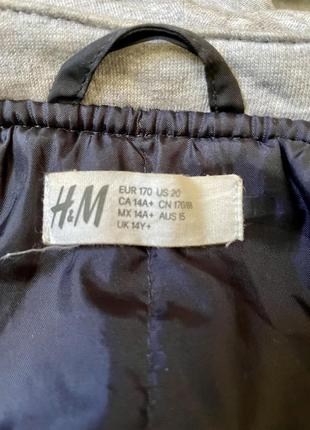 H&M
EUR 170 US 20
CA 14A+ CN 170/88
MX 14A+ AUS 15
UK 14Y+